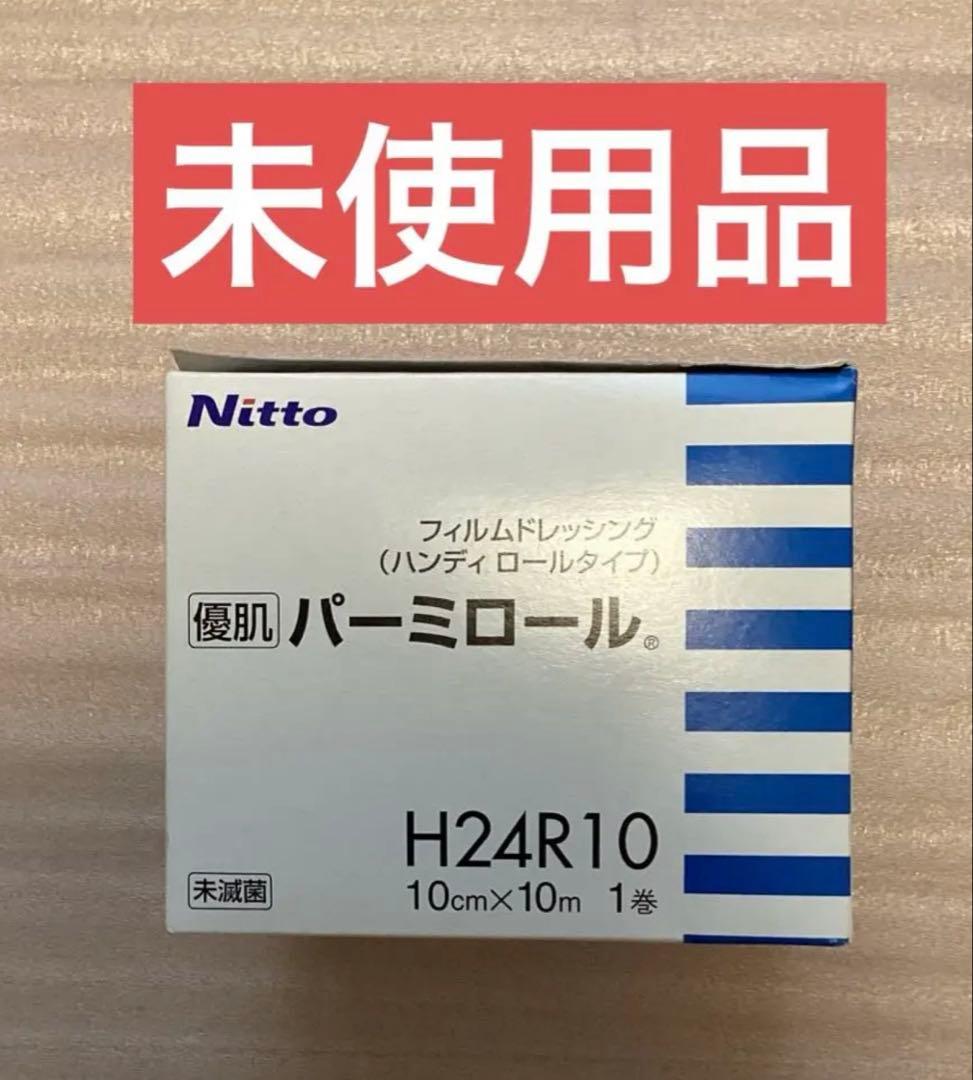 未使用品
Nitto
フィルムドレッシング
(ハンディ ロールタイプ)
優肌 パーミロール®
H24R10
未滅菌 10cm×10m 1巻